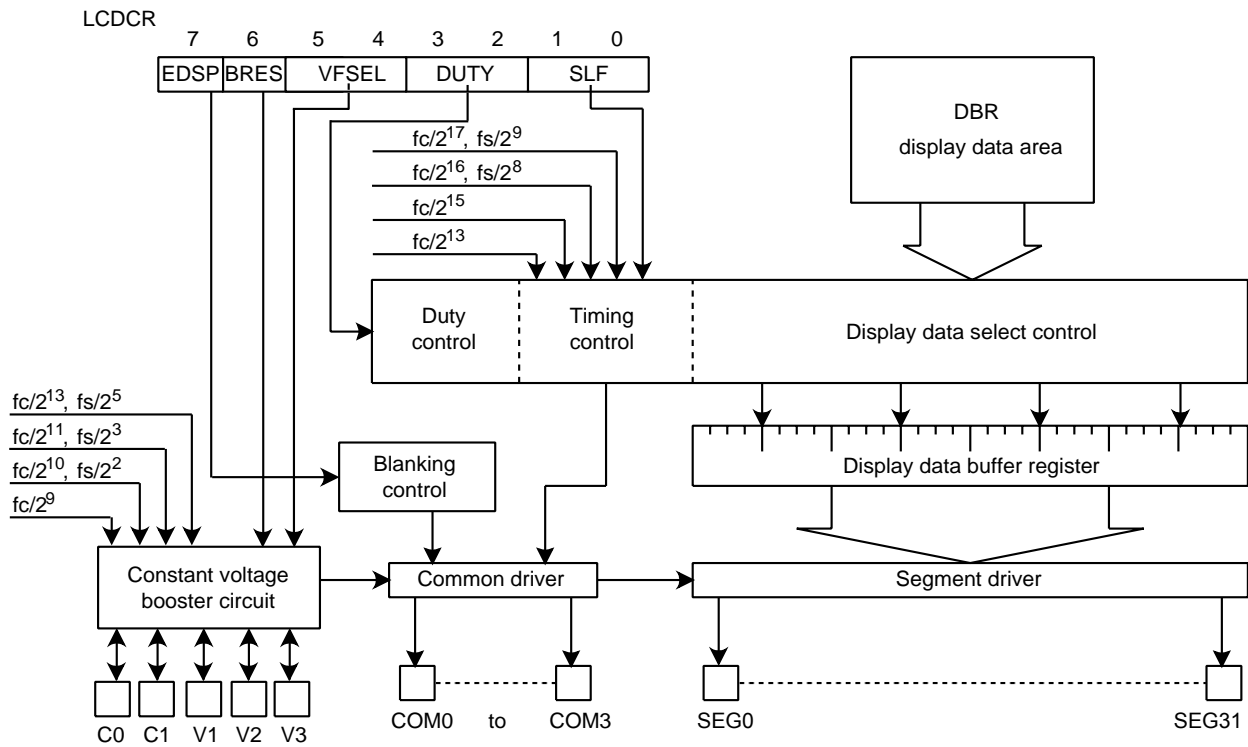 LCDCR
7 6 5 4 3 2 1 0
EDSP BRES VFSEL DUTY SLF
DBR
display data area
fc/2^17, fs/2^9
fc/2^16, fs/2^8
fc/2^15
fc/2^13
Duty
control
Timing
control
Display data select control
fc/2^13, fs/2^5
fc/2^11, fs/2^3
fc/2^10, fs/2^2
fc/2^9
Blanking
control
Display data buffer register
Constant voltage
booster circuit
Common driver
Segment driver
C0 C1 V1 V2 V3
COM0 to COM3
SEG0 SEG31